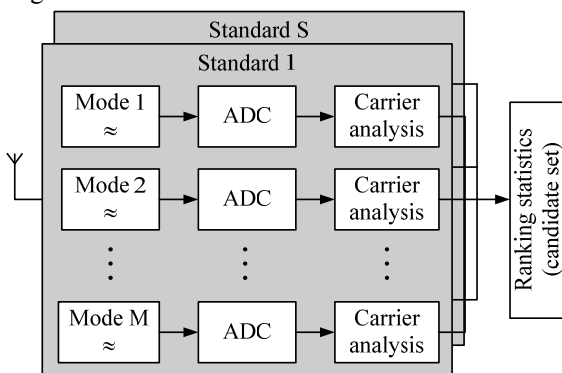 Standard S
Standard 1
Mode 1
≈
ADC
Carrier
analysis
Mode 2
≈
ADC
Carrier
analysis
Mode M
≈
ADC
Carrier
analysis
Ranking statistics
(candidate set)